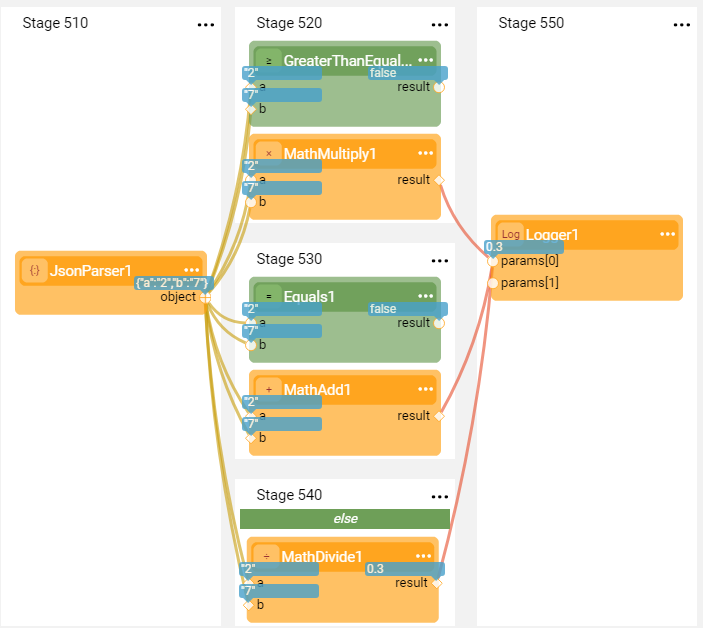 Stage 510
...
{;} JsonParser1 ...
{"a":"2","b":"7"}
object
Stage 520
...
≥ GreaterThanEqual... ...
"2" false
a result
"7"
b
× MathMultiply1 ...
"2"
a result
"7"
b
Stage 530
...
= Equals1 ...
"2" false
a result
"7"
b
+ MathAdd1 ...
"2"
a result
"7"
b
Stage 540
...
else
÷ MathDivide1 ...
"2" 0.3
a result
"7"
b
Stage 550
...
Log Logger1 ...
0.3
params[0]
params[1]